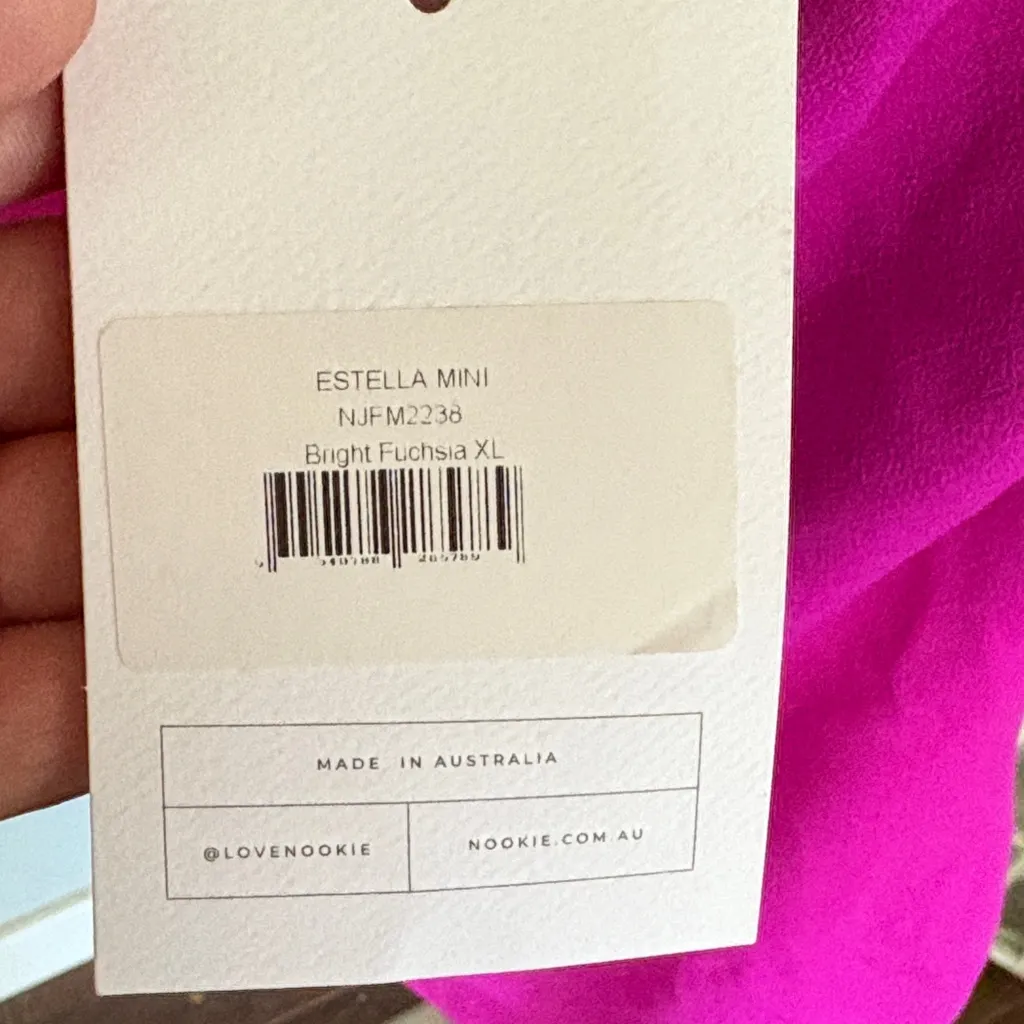 ESTELLA MINI
NJFM2238
Bright Fuchsia XL
MADE IN AUSTRALIA
@LOVENOOKIE
NOOKIE.COM.AU